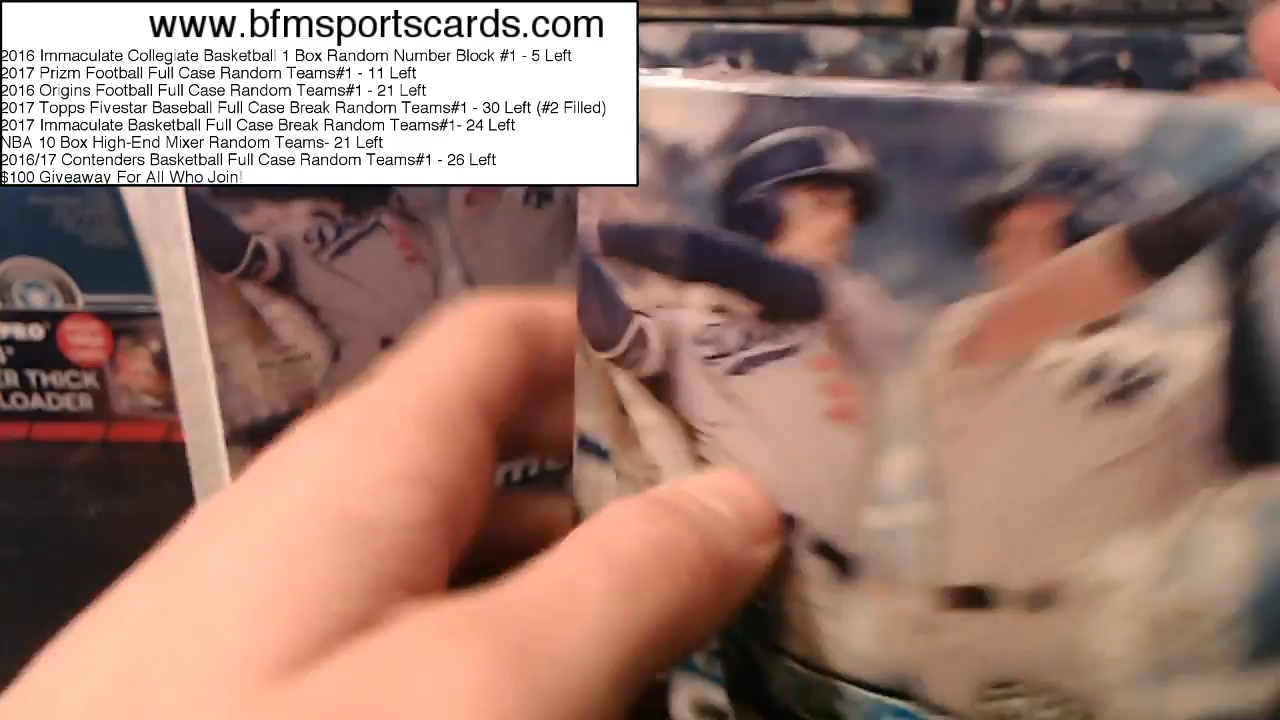 www.bfmsportscards.com
2016 Immaculate Collegiate Basketball 1 Box Random Number Block #1 - 5 Left
2017 Prizm Football Full Case Random Teams#1 - 11 Left
2016 Origins Football Full Case Random Teams#1 - 21 Left
2017 Topps Fivestar Baseball Full Case Break Random Teams#1 - 30 Left (#2 Filled)
2017 Immaculate Basketball Full Case Break Random Teams#1- 24 Left
NBA 10 Box High-End Mixer Random Teams- 21 Left
2016/17 Contenders Basketball Full Case Random Teams#1 - 26 Left
$100 Giveaway For All Who Join!
PRO
ER THICK
LOADER